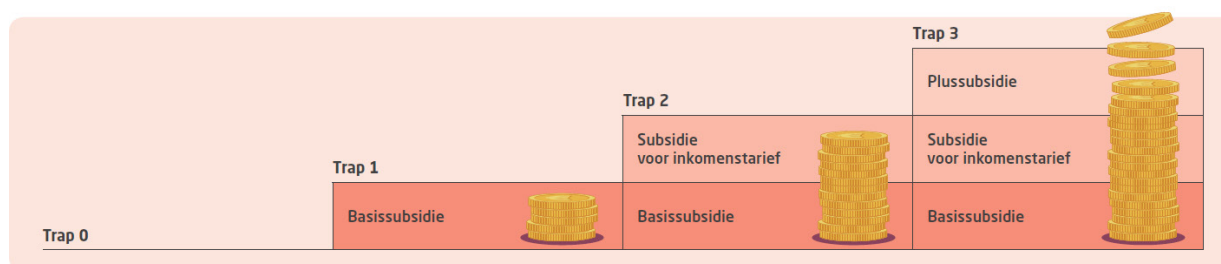 Trap 3
Plussubsidie
Trap 2
Subsidie
voor inkomenstarief
Subsidie
voor inkomenstarief
Trap 1
Basissubsidie
Basissubsidie
Basissubsidie
Trap 0